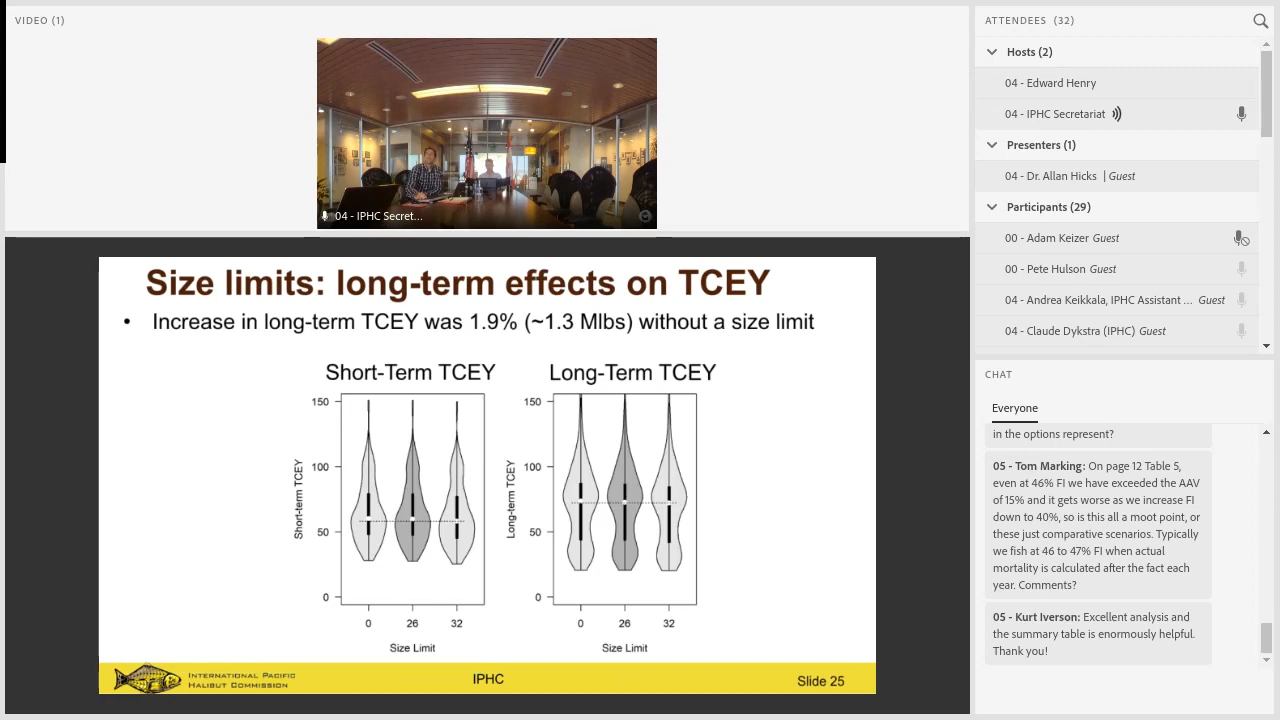 VIDEO (1)
04 - IPHC Secret...
Size limits: long-term effects on TCEY
• Increase in long-term TCEY was 1.9% (~1.3 Mlbs) without a size limit
Short-Term TCEY
Short-term TCEY
150
100
50
0
0 26 32
Size Limit
Long-Term TCEY
Long-term TCEY
150
100
50
0
0 26 32
Size Limit
INTERNATIONAL PACIFIC
HALIBUT COMMISSION
IPHC
Slide 25
ATTENDEES (32)
Hosts (2)
04 - Edward Henry
04 - IPHC Secretariat
Presenters (1)
04 - Dr. Allan Hicks | Guest
Participants (29)
00 - Adam Keizer Guest
00 - Pete Hulson Guest
04 - Andrea Keikkala, IPHC Assistant ... Guest
04 - Claude Dykstra (IPHC) Guest
CHAT
Everyone
in the options represent?
05 - Tom Marking: On page 12 Table 5,
even at 46% FI we have exceeded the AAV
of 15% and it gets worse as we increase FI
down to 40%, so is this all a moot point, or
are these just comparative scenarios. Typically
we fish at 46 to 47% FI when actual
mortality is calculated after the fact each
year. Comments?
05 - Kurt Iverson: Excellent analysis and
the summary table is enormously helpful.
Thank you!